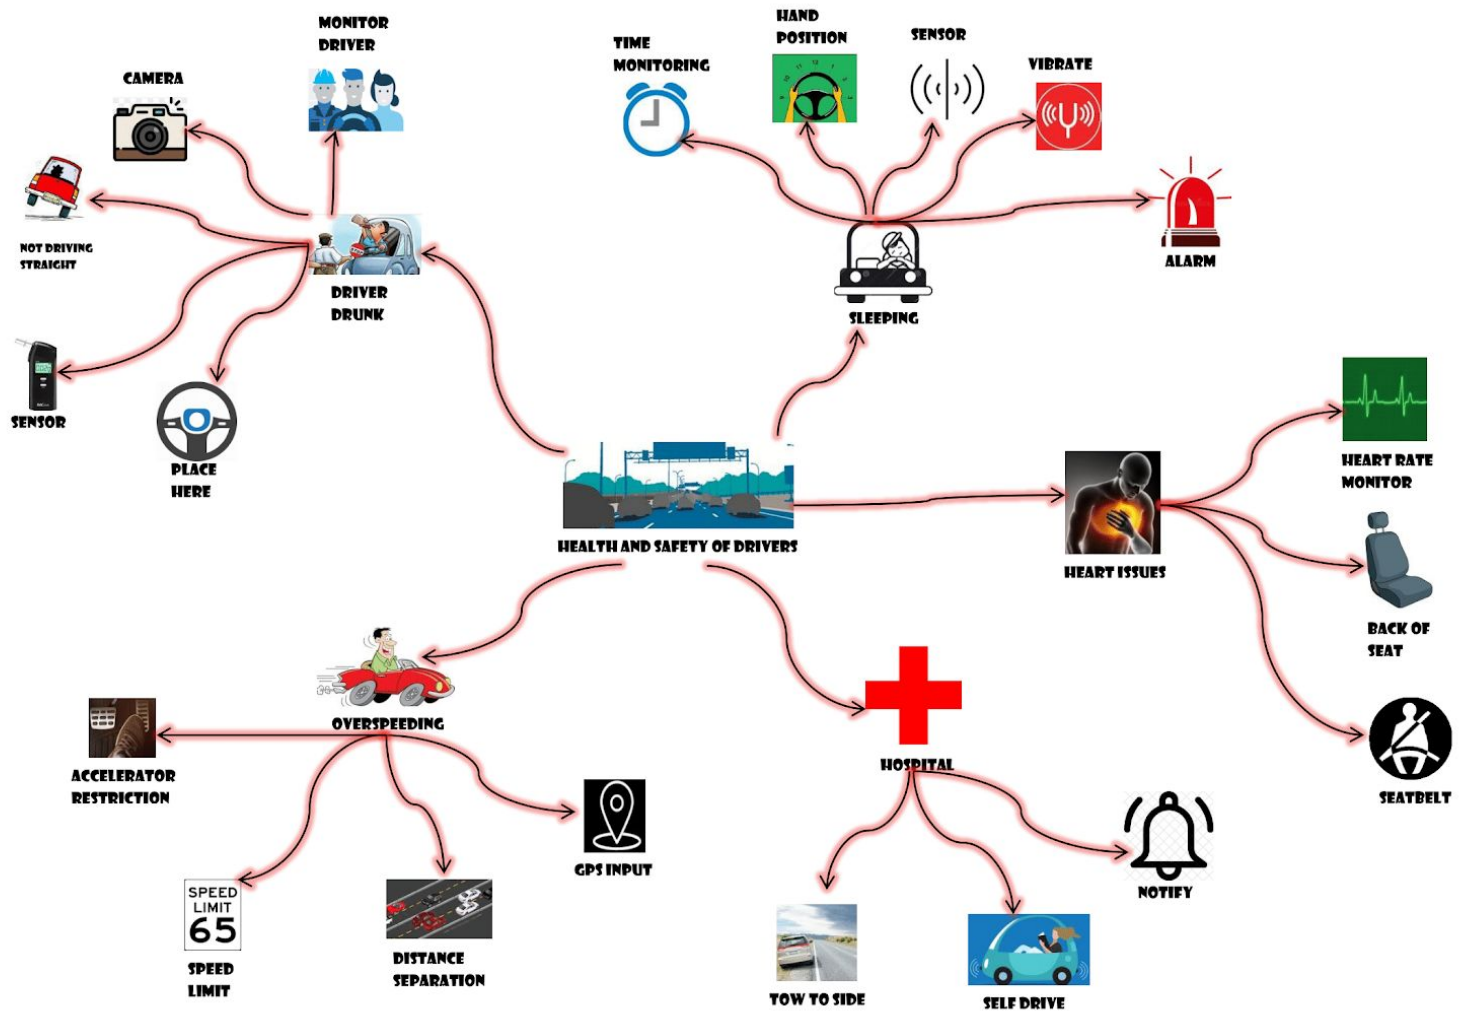 MONITOR
DRIVER
CAMERA
NOT DRIVING
STRAIGHT
DRIVER
DRUNK
SENSOR
PLACE
HERE
TIME
MONITORING
HAND
POSITION
SENSOR
VIBRATE
ALARM
SLEEPING
HEALTH AND SAFETY OF DRIVERS
HEART ISSUES
HEART RATE
MONITOR
BACK OF
SEAT
SEATBELT
OVERSPEEDING
ACCELERATOR
RESTRICTION
SPEED
LIMIT
65
SPEED
LIMIT
DISTANCE
SEPARATION
GPS INPUT
HOSPITAL
TOW TO SIDE
SELF DRIVE
NOTIFY